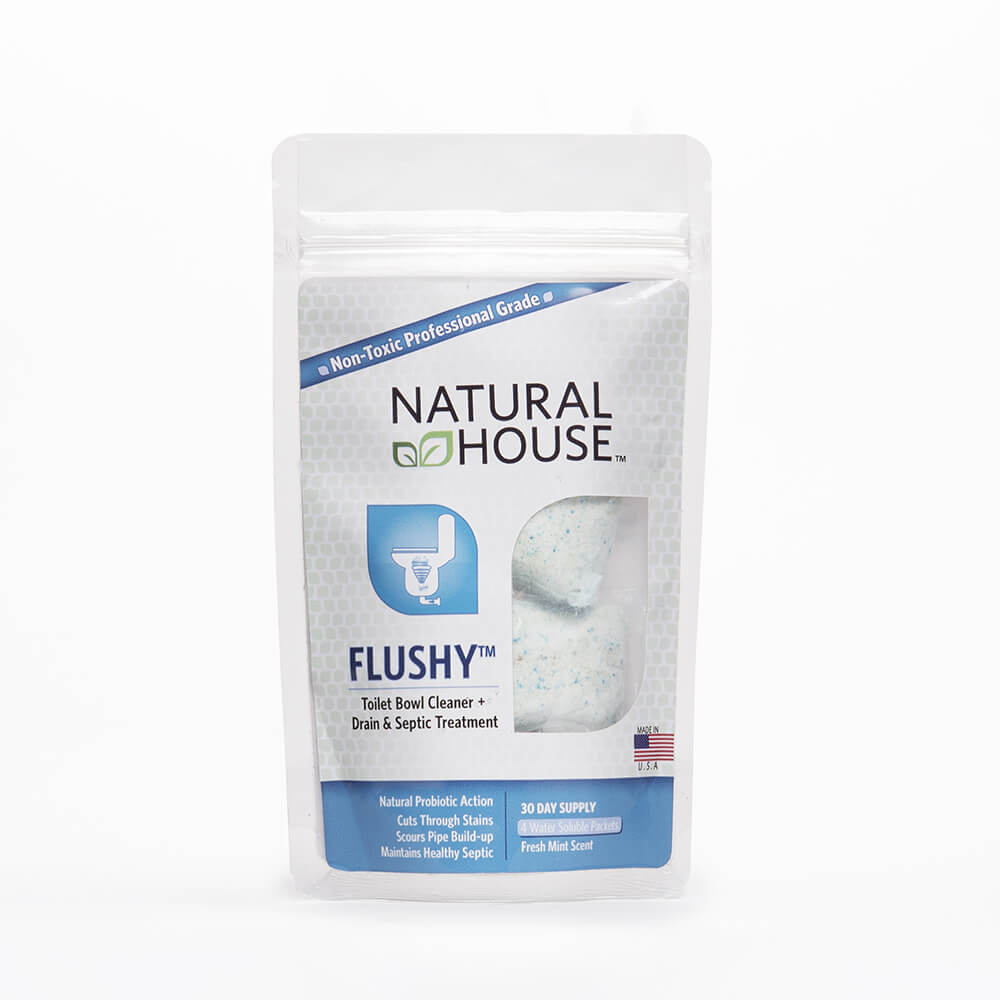 Non-Toxic Professional Grade
NATURAL
HOUSE™
FLUSHY™
Toilet Bowl Cleaner +
Drain & Septic Treatment
MADE IN
U.S.A
Natural Probiotic Action
Cuts Through Stains
Scours Pipe Build-up
Maintains Healthy Septic
30 DAY SUPPLY
4 Water Soluble Packets
Fresh Mint Scent